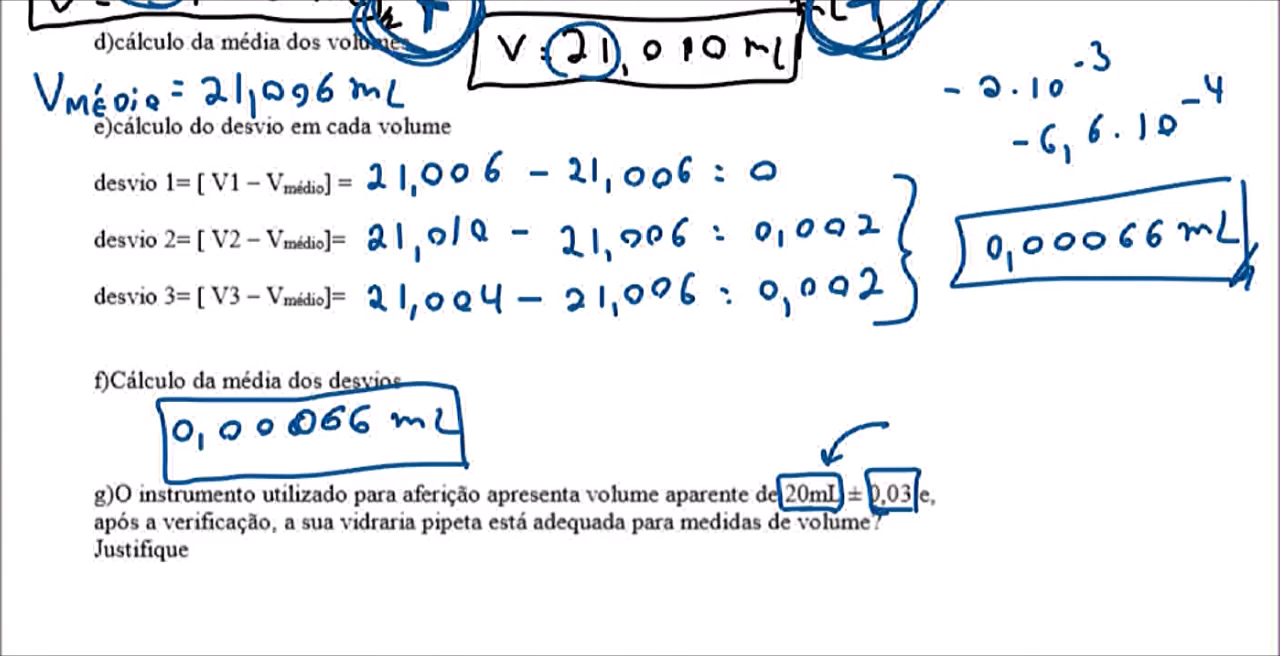 d)cálculo da média dos volumes
V = 21,010 mL
VMÉDIA = 21,006 mL
- 2.10-3
- 6,6.10-4
e)cálculo do desvio em cada volume
desvio 1= [ V1 – Vmédio] = 21,006 - 21,006 = 0
desvio 2= [ V2 – Vmédio]= 21,010 - 21,006 = 0,002
0,00066 mL
desvio 3= [ V3 – Vmédio]= 21,004 - 21,006 = 0,002
f)Cálculo da média dos desvios
0,00066 mL
g)O instrumento utilizado para aferição apresenta volume aparente de 20mL ± 0,03 e,
após a verificação, a sua vidraria pipeta está adequada para medidas de volume?
Justifique